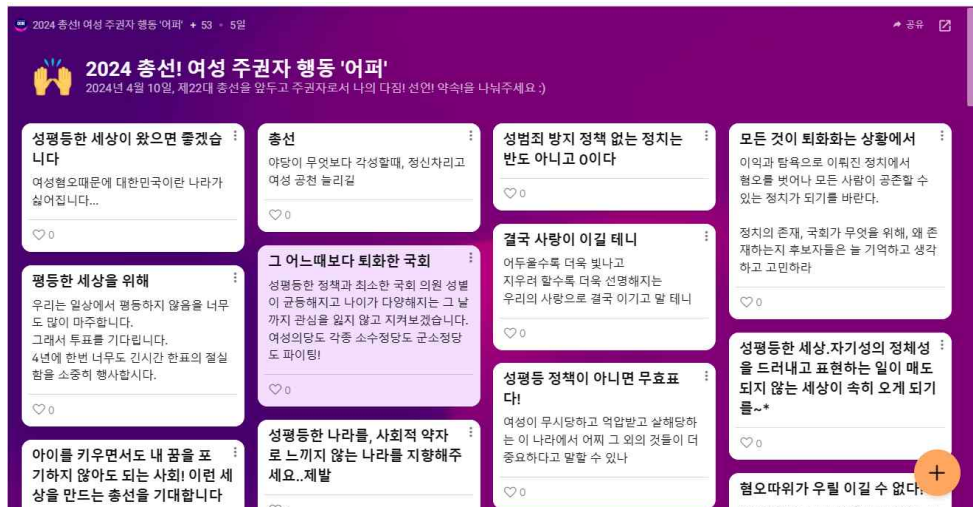 2024 총선! 여성 주권자 행동 '어퍼' + 53 • 5일
공유
2024 총선! 여성 주권자 행동 '어퍼'
2024년 4월 10일, 제22대 총선을 앞두고 주권자로서 나의 다짐! 선언! 약속!을 나눠주세요 :)
성평등한 세상이 왔으면 좋겠습
니다
여성혐오때문에 대한민국이란 나라가
싫어집니다...
0
평등한 세상을 위해
우리는 일상에서 평등하지 않음을 너무
도 많이 마주합니다.
그래서 투표를 기다립니다.
4년에 한번 너무도 긴시간 한표의 절실
함을 소중히 행사합시다.
0
아이를 키우면서도 내 꿈을 포
기하지 않아도 되는 사회! 이런 세
상을 만드는 총선을 기대합니다
총선
야당이 무엇보다 각성할때, 정신차리고
여성 공천 늘리길
0
그 어느때보다 퇴화한 국회
성평등한 정책과 최소한 국회 의원 성별
이 균등해지고 나이가 다양해지는 그 날
까지 관심을 잃지 않고 지켜보겠습니다.
여성의당도 각종 소수정당도 군소정당
도 파이팅!
0
성평등한 나라를, 사회적 약자
로 느끼지 않는 나라를 지향해주
세요..제발
성범죄 방지 정책 없는 정치는
반도 아니고 0이다
0
결국 사랑이 이길 테니
어두울수록 더욱 빛나고
지우려 할수록 더욱 선명해지는
우리의 사랑으로 결국 이기고 말 테니
0
성평등 정책이 아니면 무효표
다!
여성이 무시당하고 억압받고 살해당하
는 이 나라에서 어찌 그 외의 것들이 더
중요하다고 말할 수 있나
0
모든 것이 퇴화화는 상황에서
이익과 탐욕으로 이뤄진 정치에서
혐오를 벗어나 모든 사람이 공존할 수
있는 정치가 되기를 바란다.
정치의 존재, 국회가 무엇을 위해, 왜 존
재하는지 후보자들은 늘 기억하고 생각
하고 고민하라
0
성평등한 세상.자기성의 정체성
을 드러내고 표현하는 일이 매도
되지 않는 세상이 속히 오게 되기
를~*
0
혐오따위가 우릴 이길 수 없다!